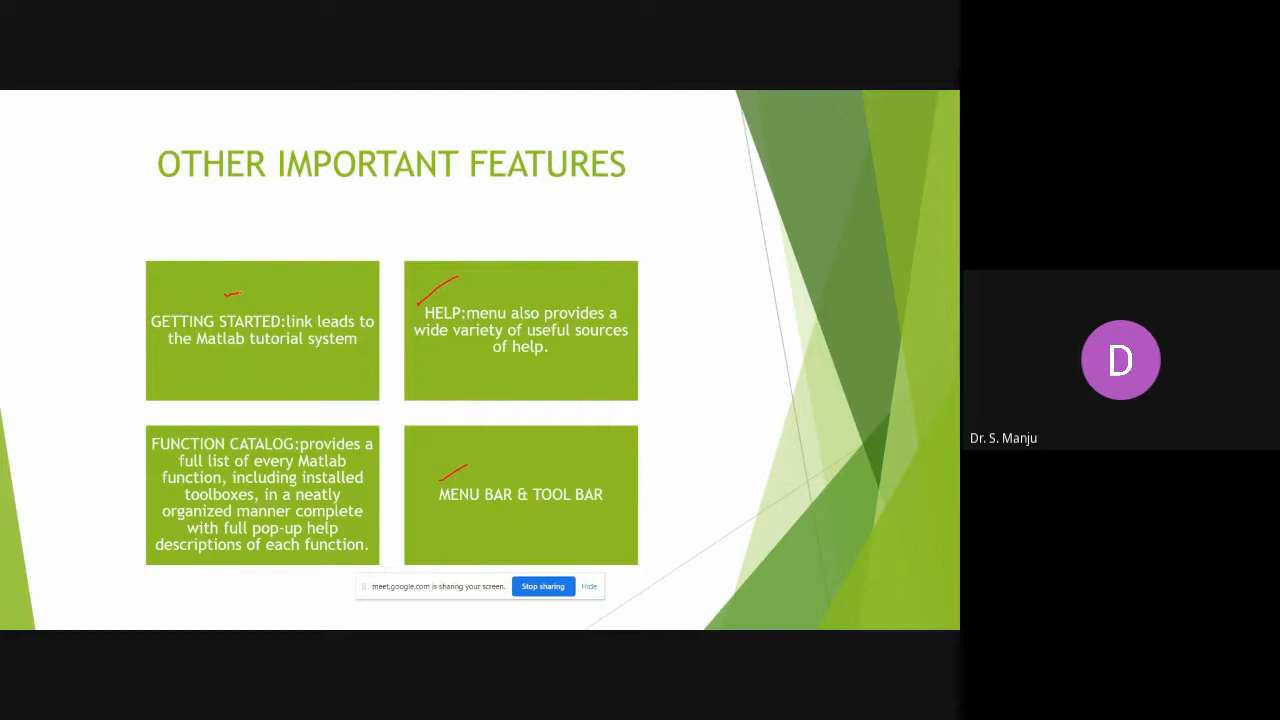 OTHER IMPORTANT FEATURES
GETTING STARTED:link leads to
the Matlab tutorial system
HELP:menu also provides a
wide variety of useful sources
of help.
FUNCTION CATALOG:provides a
full list of every Matlab
function, including installed
toolboxes, in a neatly
organized manner complete
with full pop-up help
descriptions of each function.
MENU BAR & TOOL BAR
meet.google.com is sharing your screen. Stop sharing Hide
D
Dr. S. Manju